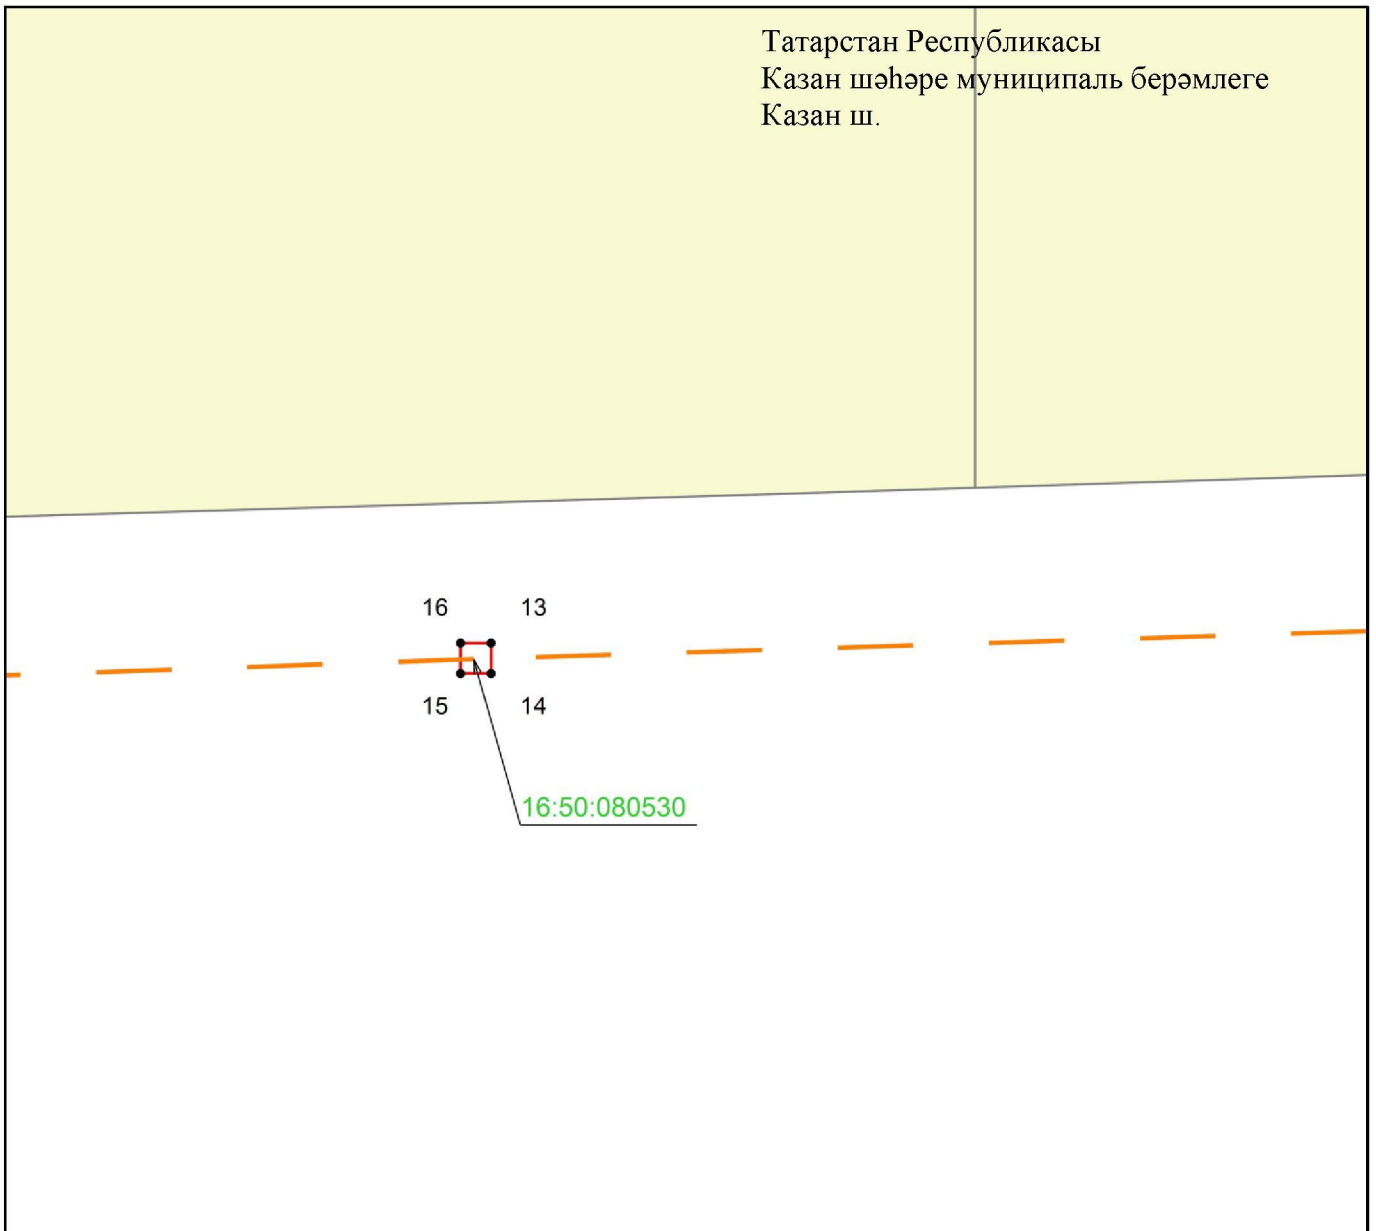 Татарстан Республикасы
Казан шәһәре муниципаль берәмлеге
Казан ш.
16 13
15 14
16:50:080530